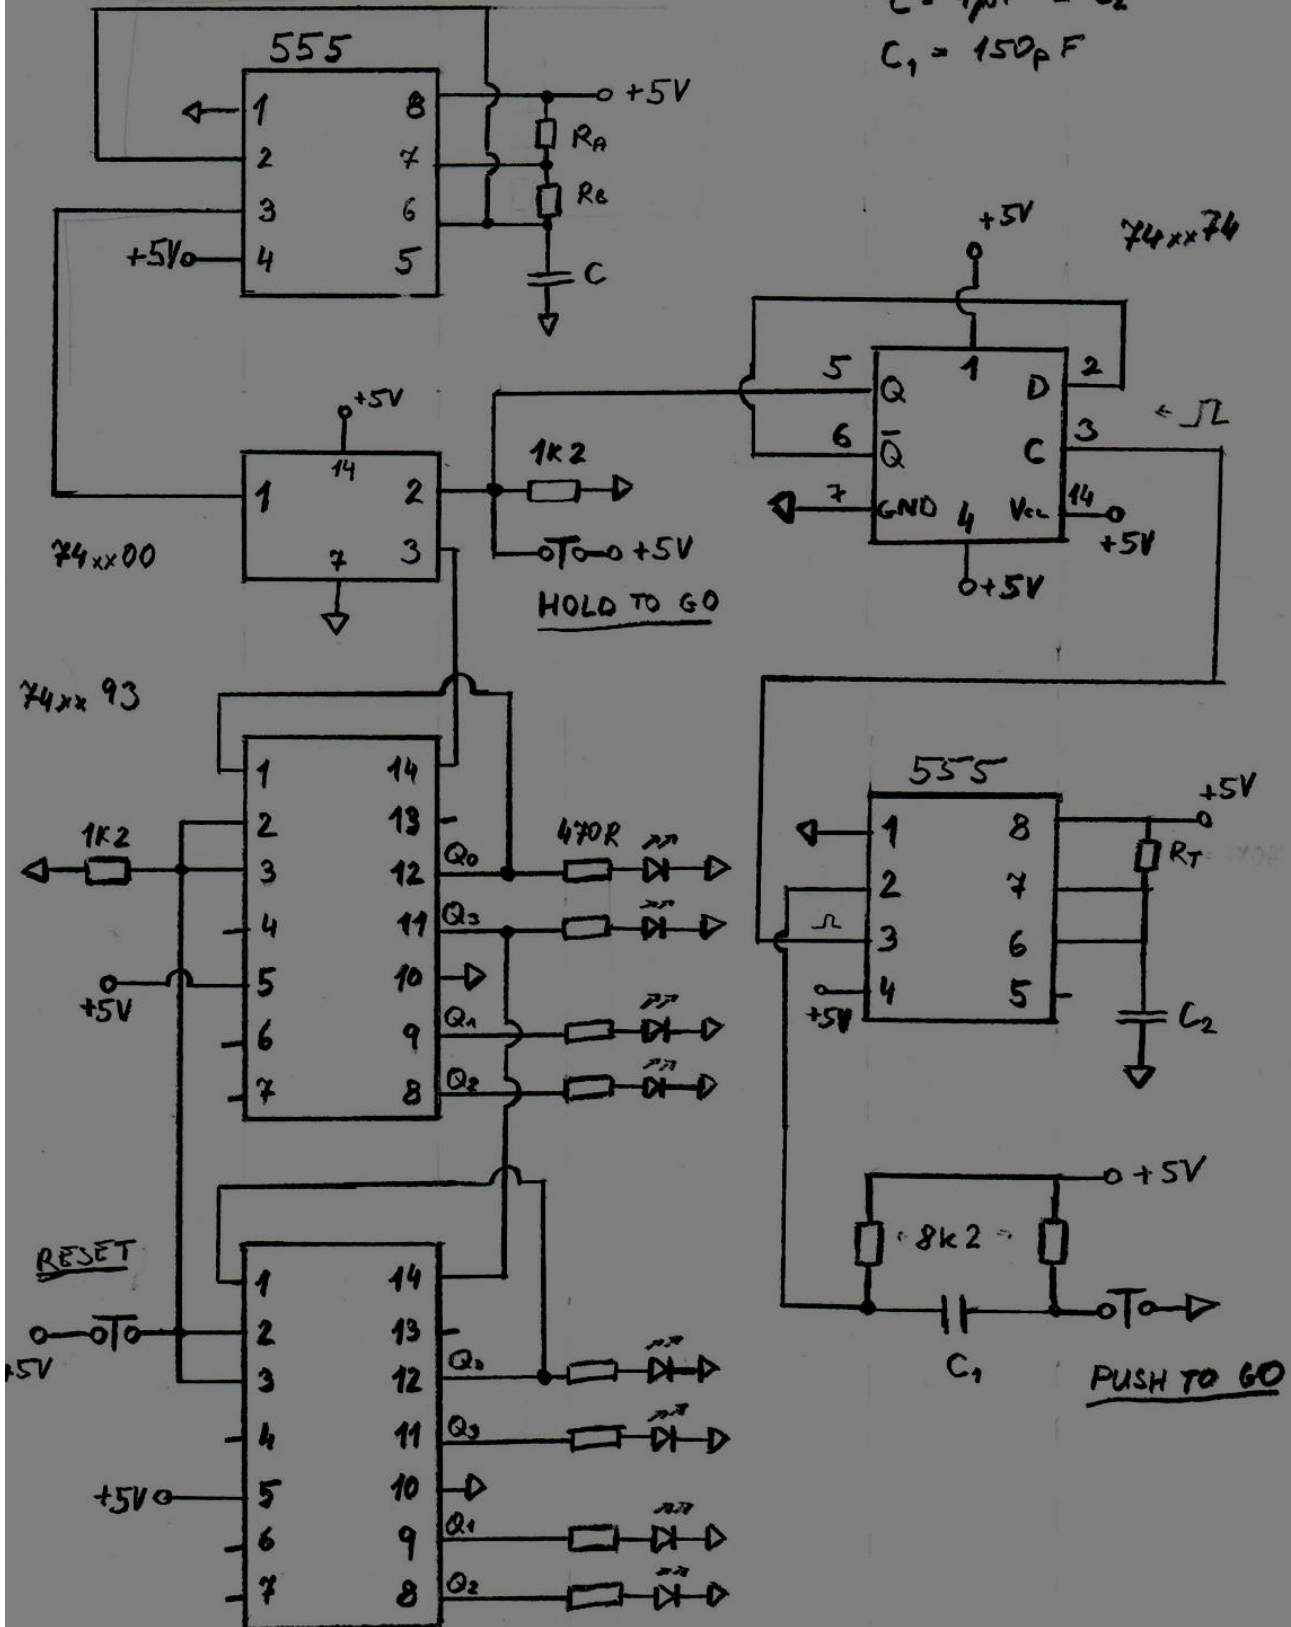 C₁ = 150pF
555
1 8 +5V
RA
2 7
RB
3 6
+5V 4 5 C
+5V
74xx74
1
5 Q D 2
6 Q̄ C 3
7 GND 4 Vcc 14
+5V
+5V
+5V
14
1 2
1K2
7 3
+5V
74xx00
HOLD TO GO
74xx93
1 14
2 13
1K2
3 12 Q0 470R
4 11 Q3
5 10
+5V
6 9 Q1
7 8 Q2
555
+5V
1 8
RT
2 7
3 6
4 5
+5V
C2
+5V
8k2
C1
PUSH TO GO
RESET
+5V
1 14
2 13
3 12
4 11 Q3
+5V 5 10
6 9 Q1
7 8 Q2